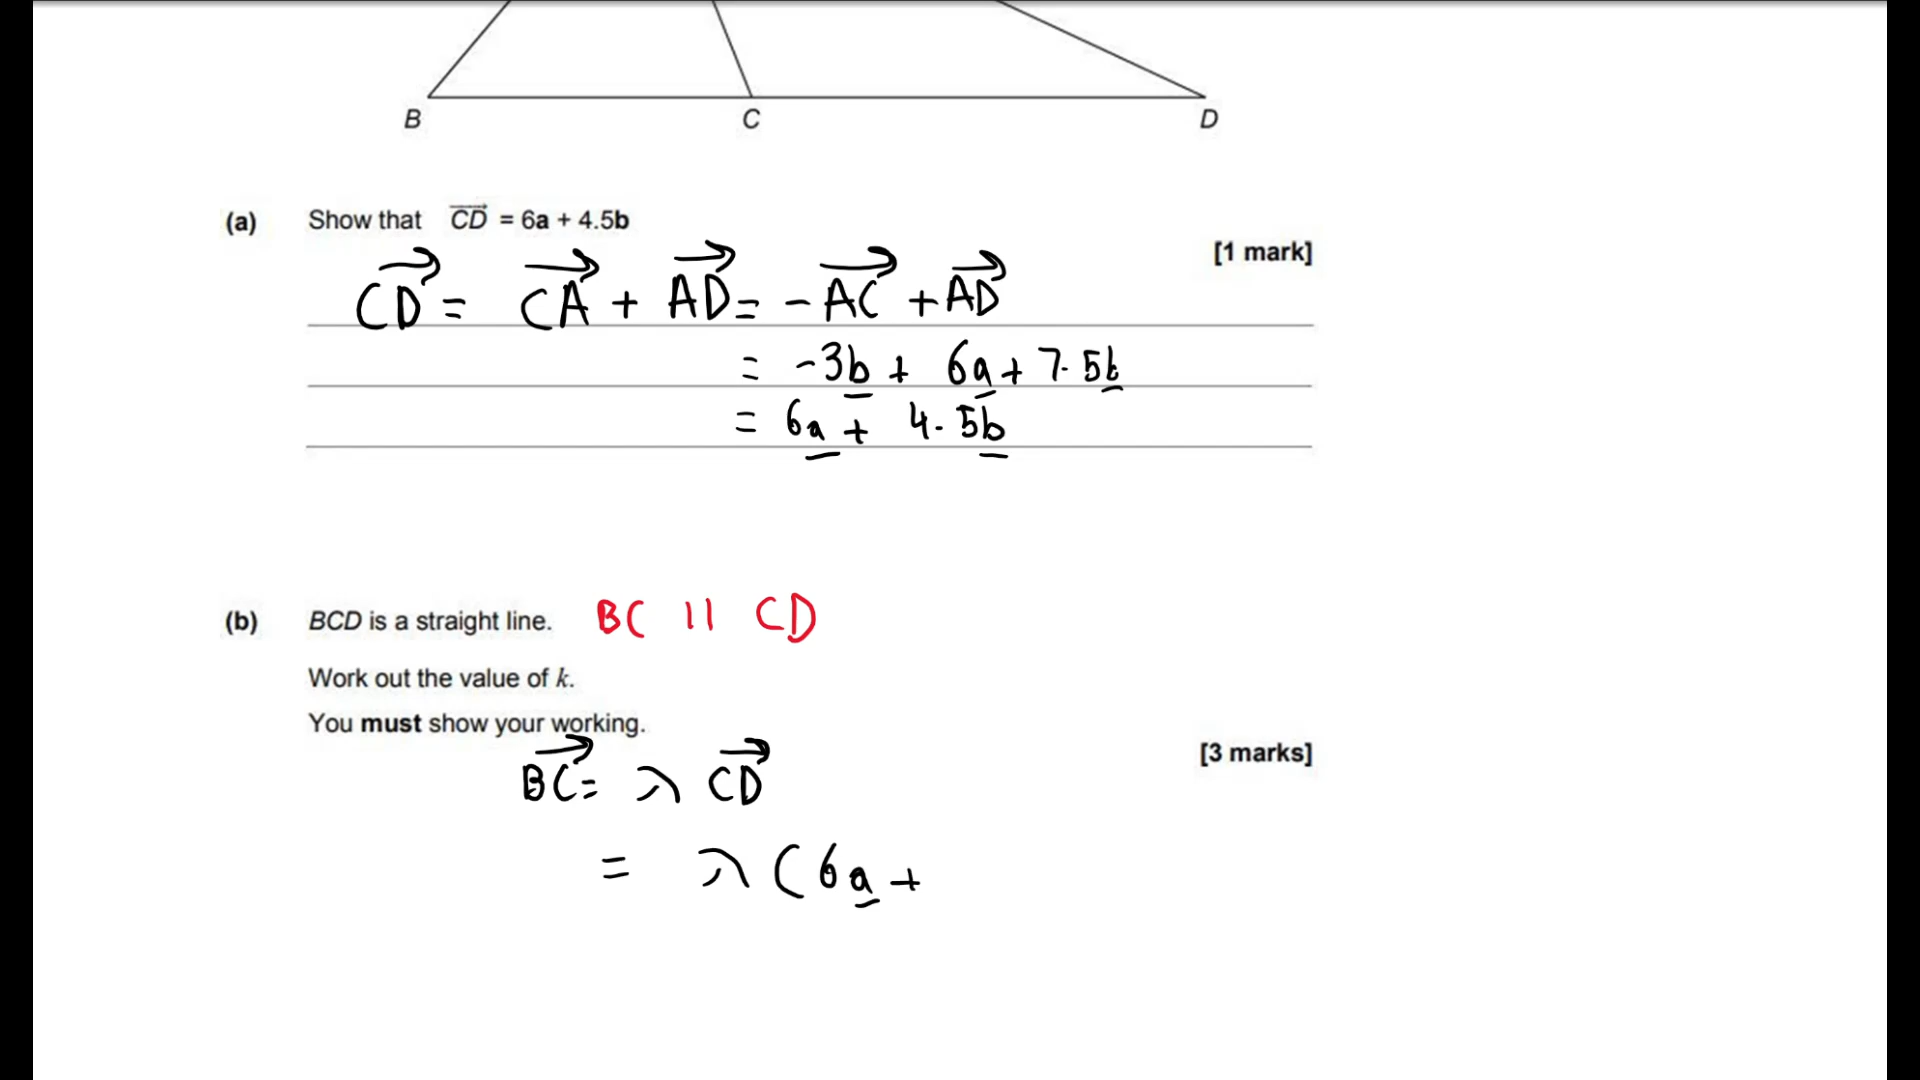 B C D
(a) Show that CD = 6a + 4.5b
[1 mark]
CD = CA + AD = -AC + AD
= -3b + 6a + 7.5b
= 6a + 4.5b
(b) BCD is a straight line. BC || CD
Work out the value of k.
You must show your working.
[3 marks]
BC = λ CD
= λ (6a +